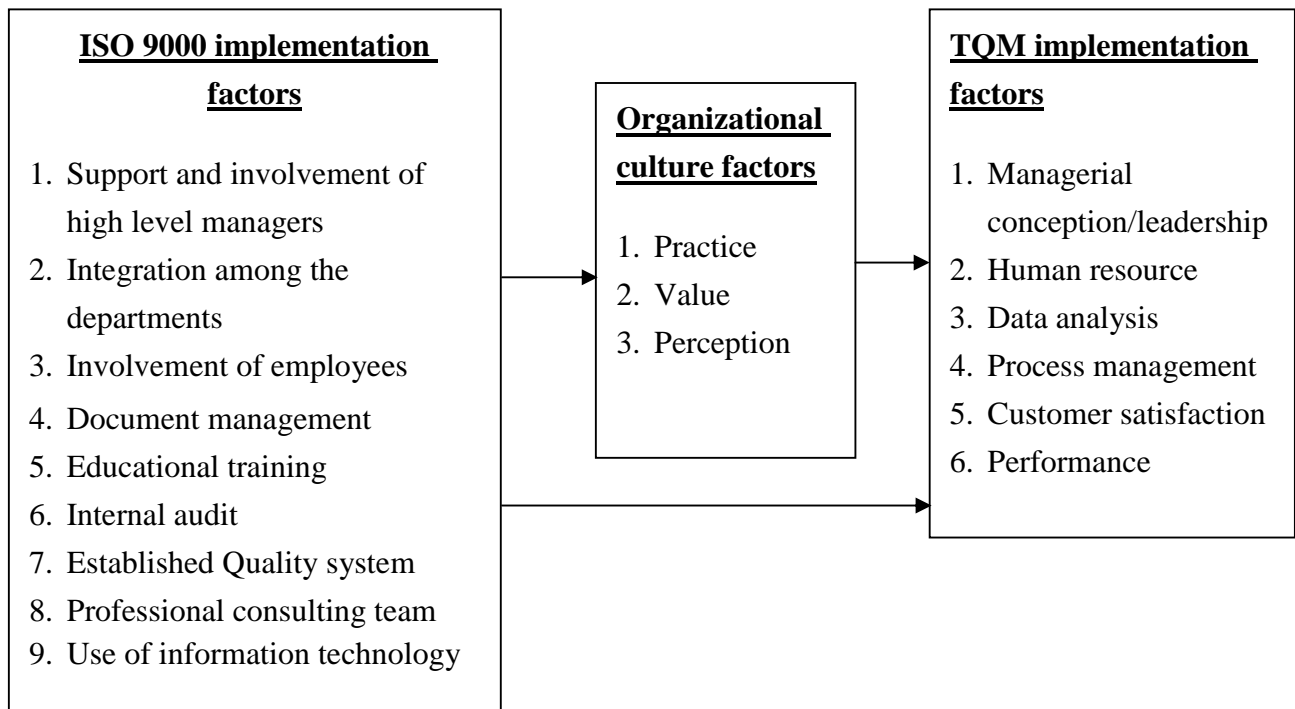 ISO 9000 implementation
factors
1. Support and involvement of
high level managers
2. Integration among the
departments
3. Involvement of employees
4. Document management
5. Educational training
6. Internal audit
7. Established Quality system
8. Professional consulting team
9. Use of information technology
Organizational
culture factors
1. Practice
2. Value
3. Perception
TQM implementation
factors
1. Managerial
conception/leadership
2. Human resource
3. Data analysis
4. Process management
5. Customer satisfaction
6. Performance